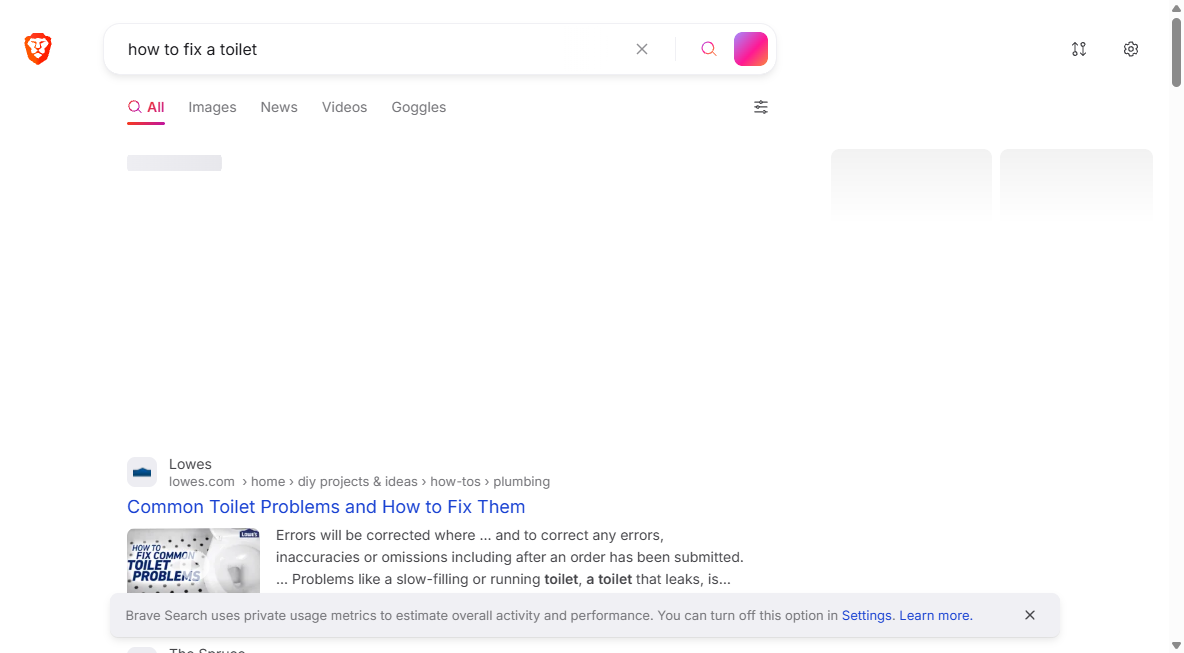 how to fix a toilet
All Images News Videos Goggles
Lowes
lowes.com › home › diy projects & ideas › how-tos › plumbing
Common Toilet Problems and How to Fix Them
LOWE'S
HOW TO
FIX COMMON
TOILET
PROBLEMS
Errors will be corrected where ... and to correct any errors,
inaccuracies or omissions including after an order has been submitted.
... Problems like a slow-filling or running toilet, a toilet that leaks, is...
Brave Search uses private usage metrics to estimate overall activity and performance. You can turn off this option in Settings. Learn more.
The Spruce